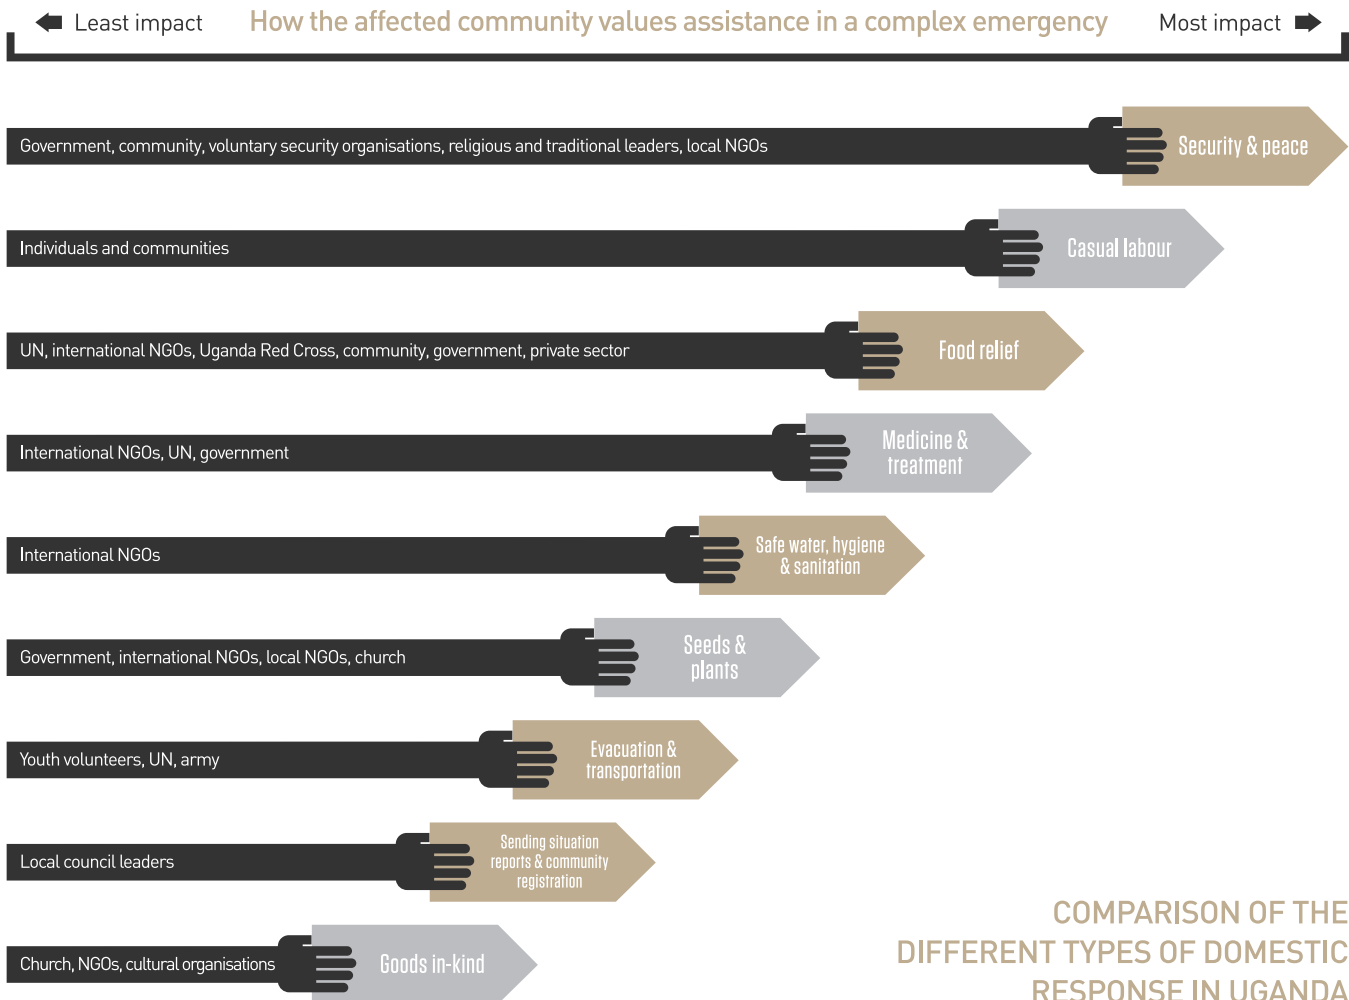 Least impact
How the affected community values assistance in a complex emergency
Most impact
Government, community, voluntary security organisations, religious and traditional leaders, local NGOs
Security & peace
Individuals and communities
Casual labour
UN, international NGOs, Uganda Red Cross, community, government, private sector
Food relief
International NGOs, UN, government
Medicine &
treatment
International NGOs
Safe water, hygiene
& sanitation
Government, international NGOs, local NGOs, church
Seeds &
plants
Youth volunteers, UN, army
Evacuation &
transportation
Local council leaders
Sending situation
reports & community
registration
Church, NGOs, cultural organisations
Goods in-kind
COMPARISON OF THE
DIFFERENT TYPES OF DOMESTIC
RESPONSE IN UGANDA